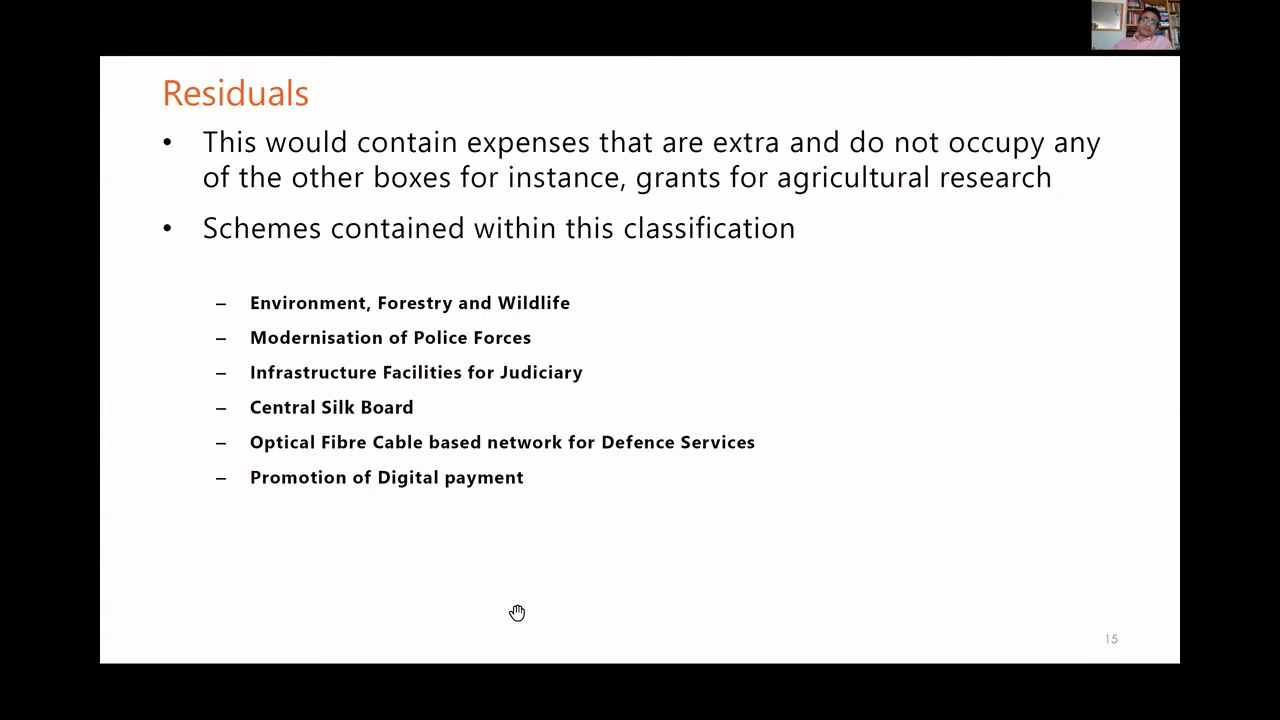 Residuals
• This would contain expenses that are extra and do not occupy any
of the other boxes for instance, grants for agricultural research
• Schemes contained within this classification
– Environment, Forestry and Wildlife
– Modernisation of Police Forces
– Infrastructure Facilities for Judiciary
– Central Silk Board
– Optical Fibre Cable based network for Defence Services
– Promotion of Digital payment
15